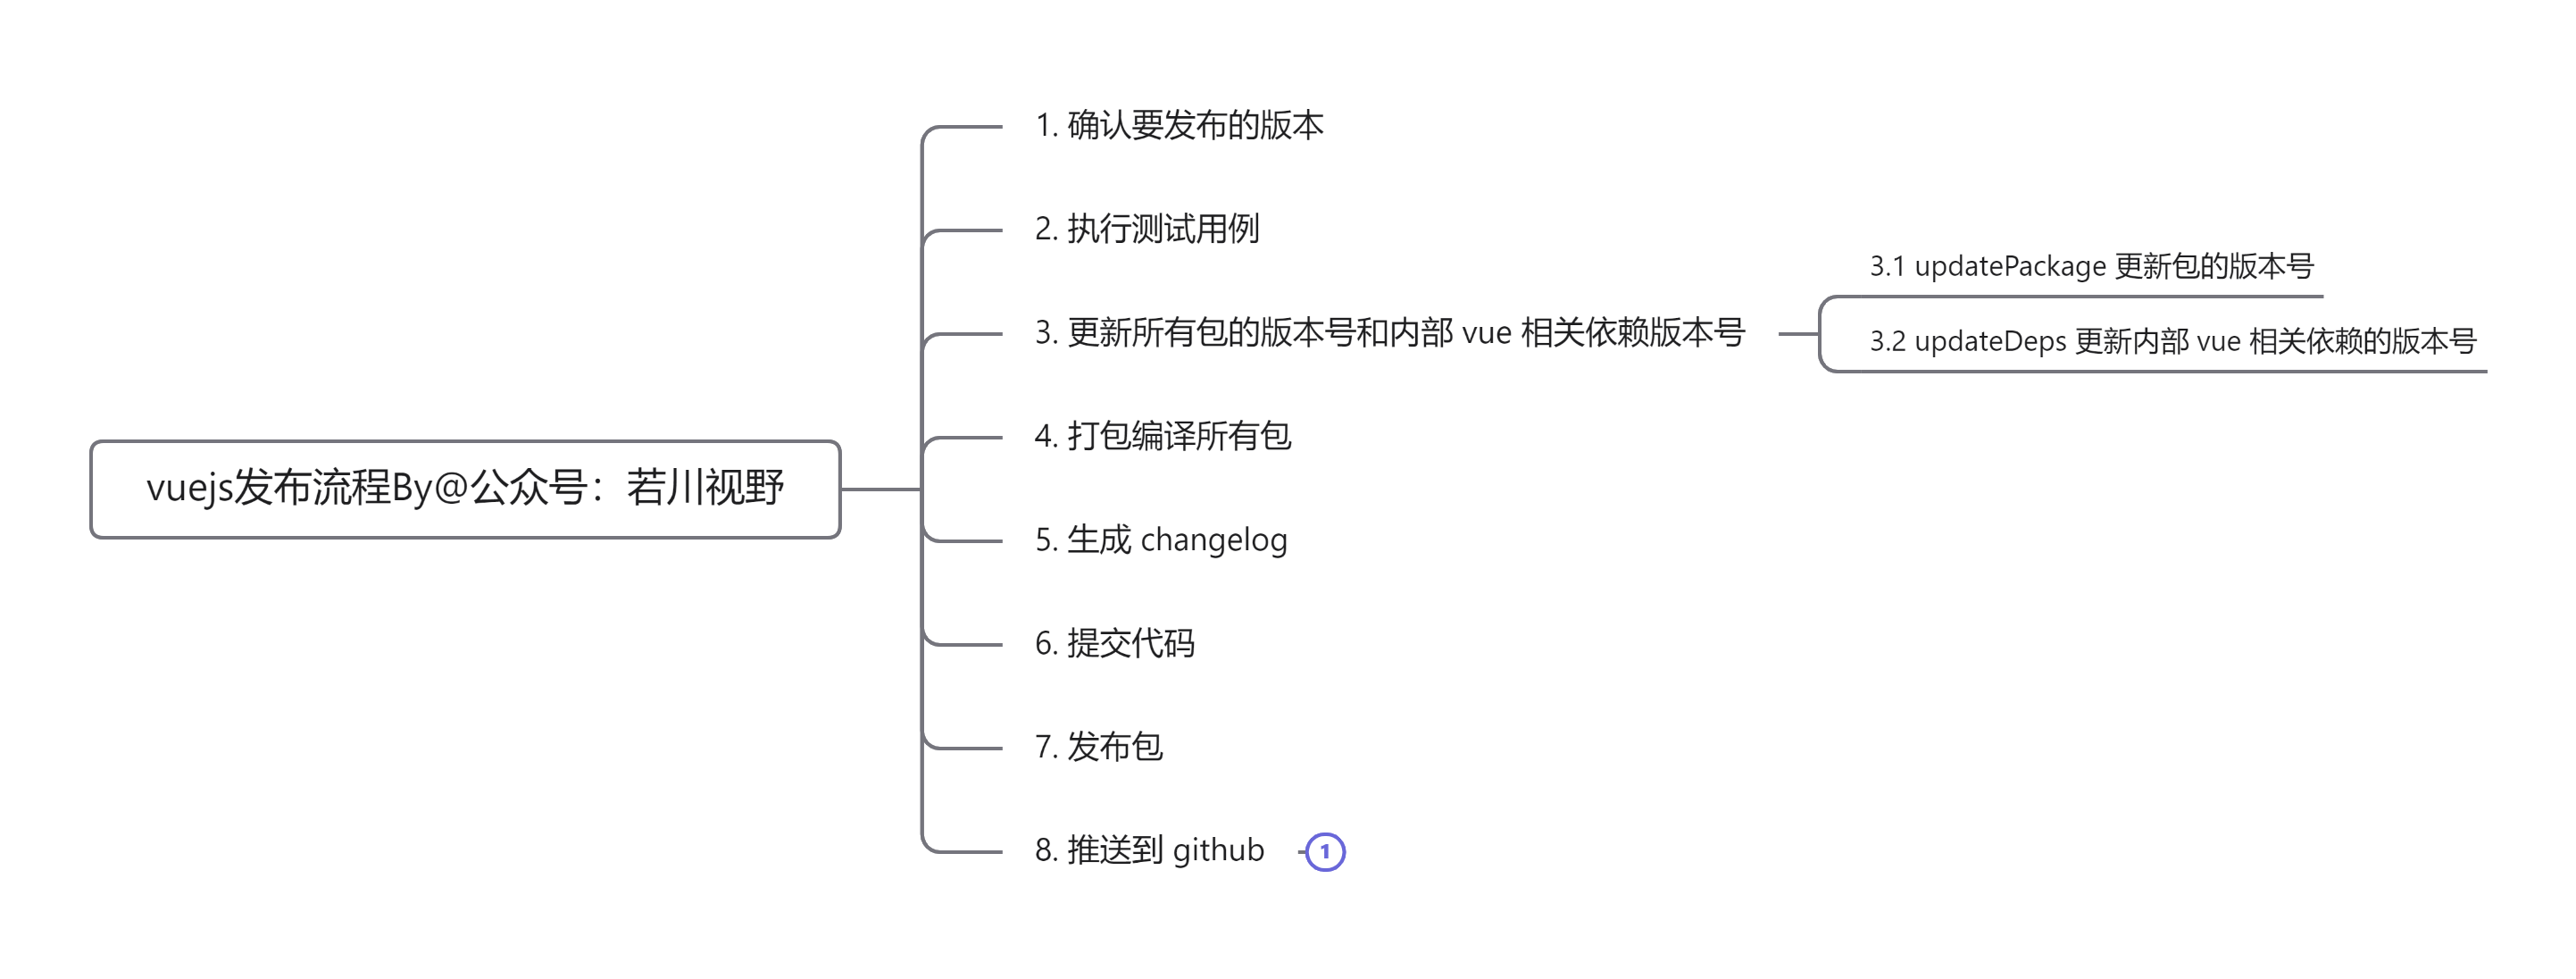 vuejs发布流程By@公众号：若川视野
1. 确认要发布的版本
2. 执行测试用例
3. 更新所有包的版本号和内部 vue 相关依赖版本号
3.1 updatePackage 更新包的版本号
3.2 updateDeps 更新内部 vue 相关依赖的版本号
4. 打包编译所有包
5. 生成 changelog
6. 提交代码
7. 发布包
8. 推送到 github
1